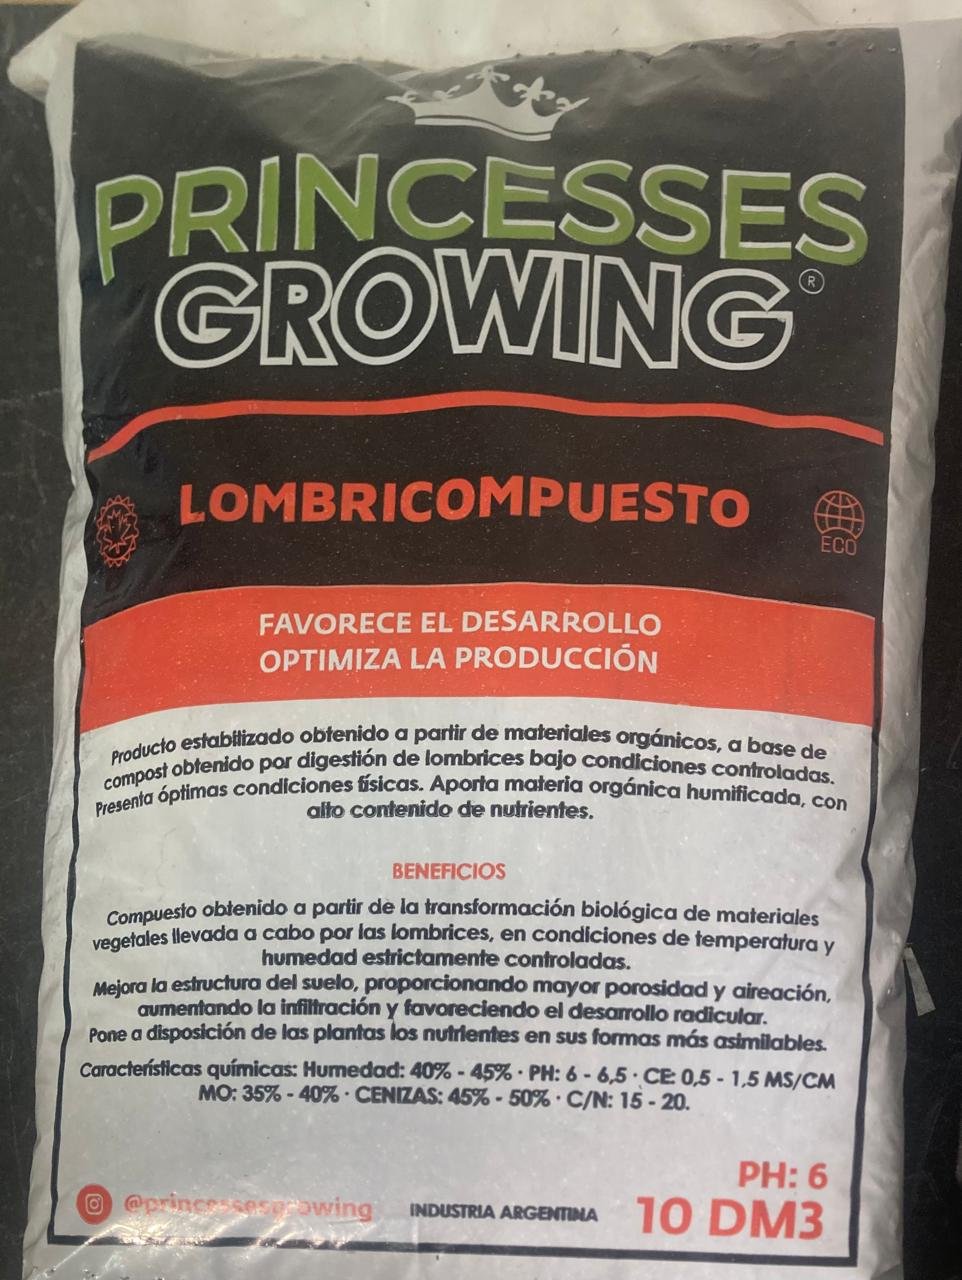 PRINCESSES
GROWING®
LOMBRICOMPUESTO
ECO
FAVORECE EL DESARROLLO
OPTIMIZA LA PRODUCCIÓN
Producto estabilizado obtenido a partir de materiales orgánicos, a base de
compost obtenido por digestión de lombrices bajo condiciones controladas.
Presenta óptimas condiciones físicas. Aporta materia orgánica humificada, con
alto contenido de nutrientes.
BENEFICIOS
Compuesto obtenido a partir de la transformación biológica de materiales
vegetales llevada a cabo por las lombrices, en condiciones de temperatura y
humedad estrictamente controladas.
Mejora la estructura del suelo, proporcionando mayor porosidad y aireación,
aumentando la infiltración y favoreciendo el desarrollo radicular.
Pone a disposición de las plantas los nutrientes en sus formas más asimilables.
Características químicas: Humedad: 40% - 45% · PH: 6 - 6,5 · CE: 0,5 - 1,5 MS/CM
MO: 35% - 40% · CENIZAS: 45% - 50% · C/N: 15 - 20.
PH: 6
@princessesgrowing INDUSTRIA ARGENTINA 10 DM3